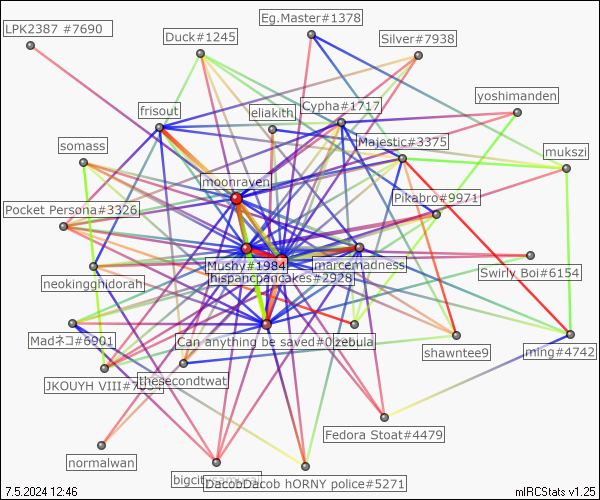 Eg.Master#1378
LPK2387 #7690
Duck#1245
Silver#7938
yoshimanden
frisout
eliakith
Cypha#1717
Majestic#3375
somass
mukszi
moonraven
Pikabro#9971
Pocket Persona#3326
Mushy#1984
marcemadness
Swirly Boi#6154
hispancpancakes#2928
neokingghidorah
Madネコ#6901
Can anything be saved#0
zebula
shawntee9
ming#4742
JKOUYH VIII#
thesecondtwat
Fedora Stoat#4479
normalwan
DacobDacob hORNY police#5271
7.5.2024 12:46
mIRCStats v1.25